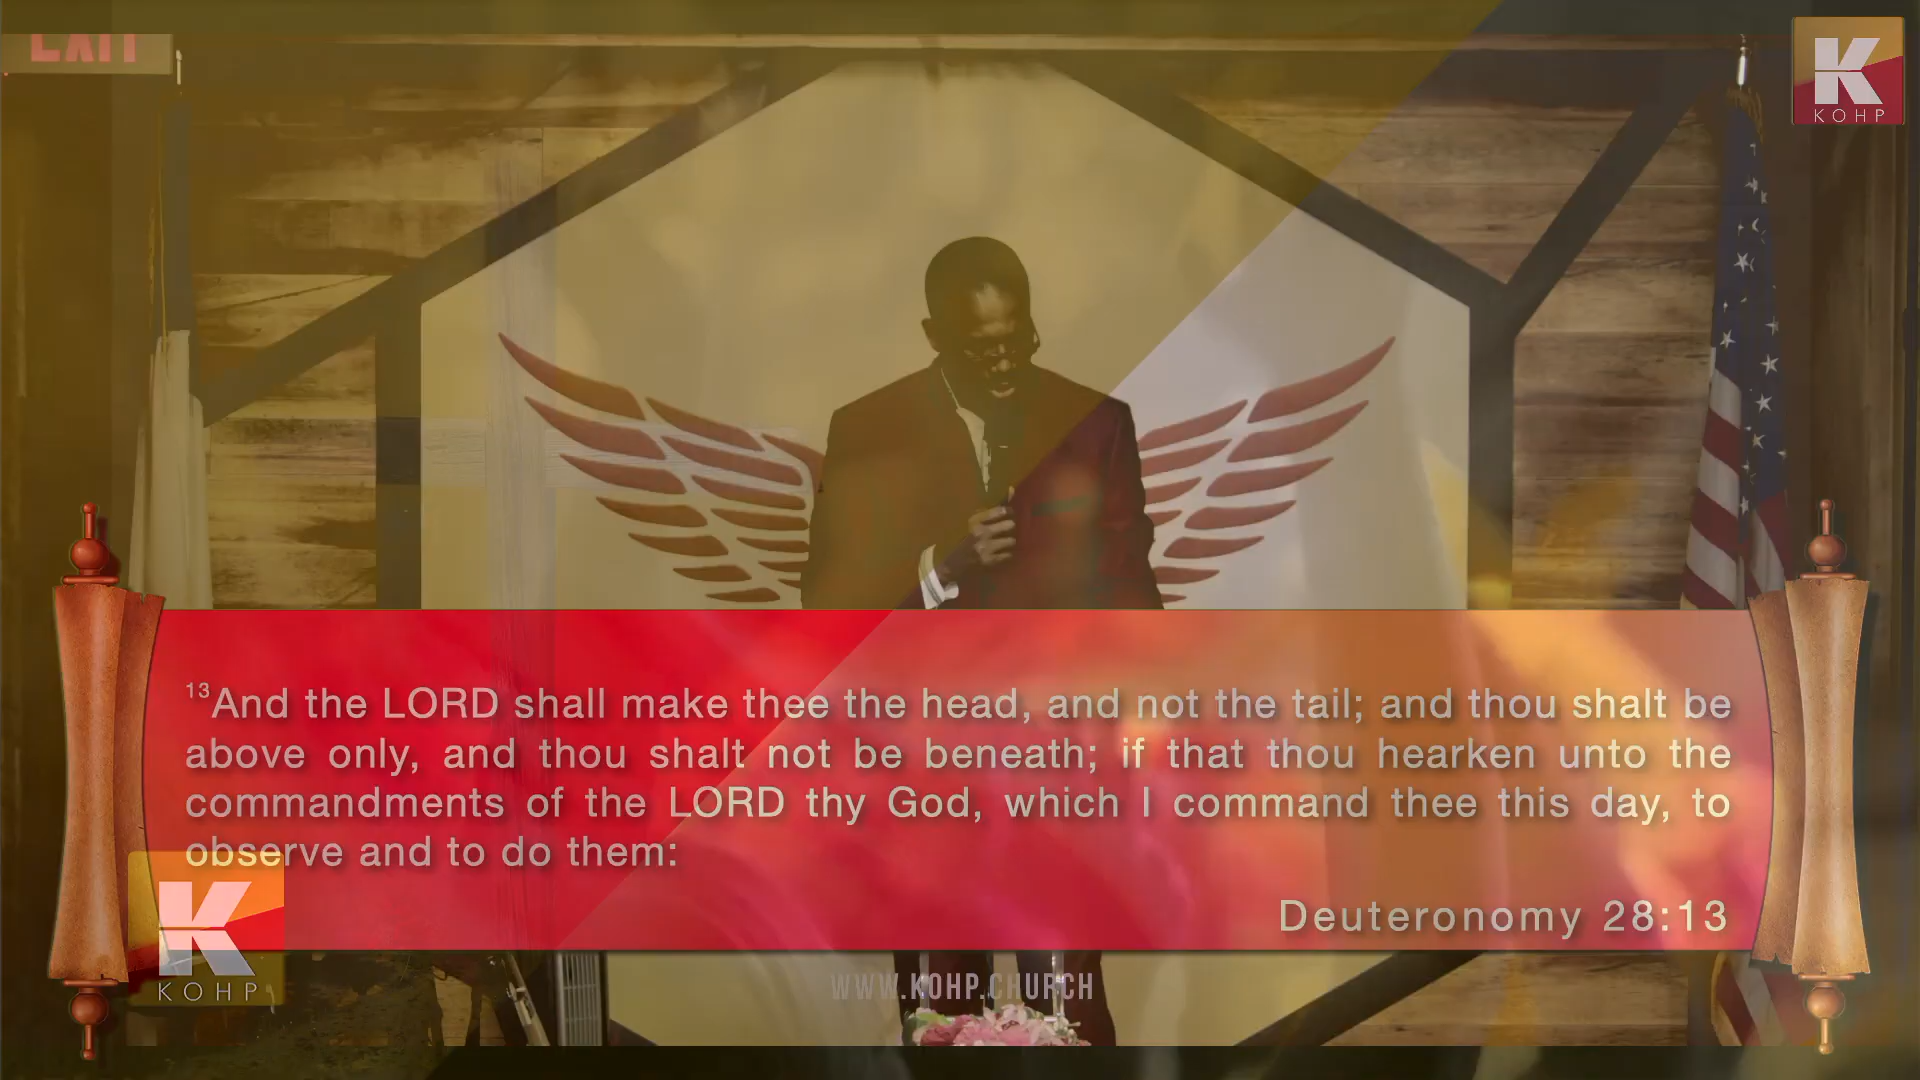 EXIT
K
KOHP
¹³And the LORD shall make thee the head, and not the tail; and thou shalt be
above only, and thou shalt not be beneath; if that thou hearken unto the
commandments of the LORD thy God, which I command thee this day, to
observe and to do them:
Deuteronomy 28:13
K
KOHP
WWW.KOHP.CHURCH